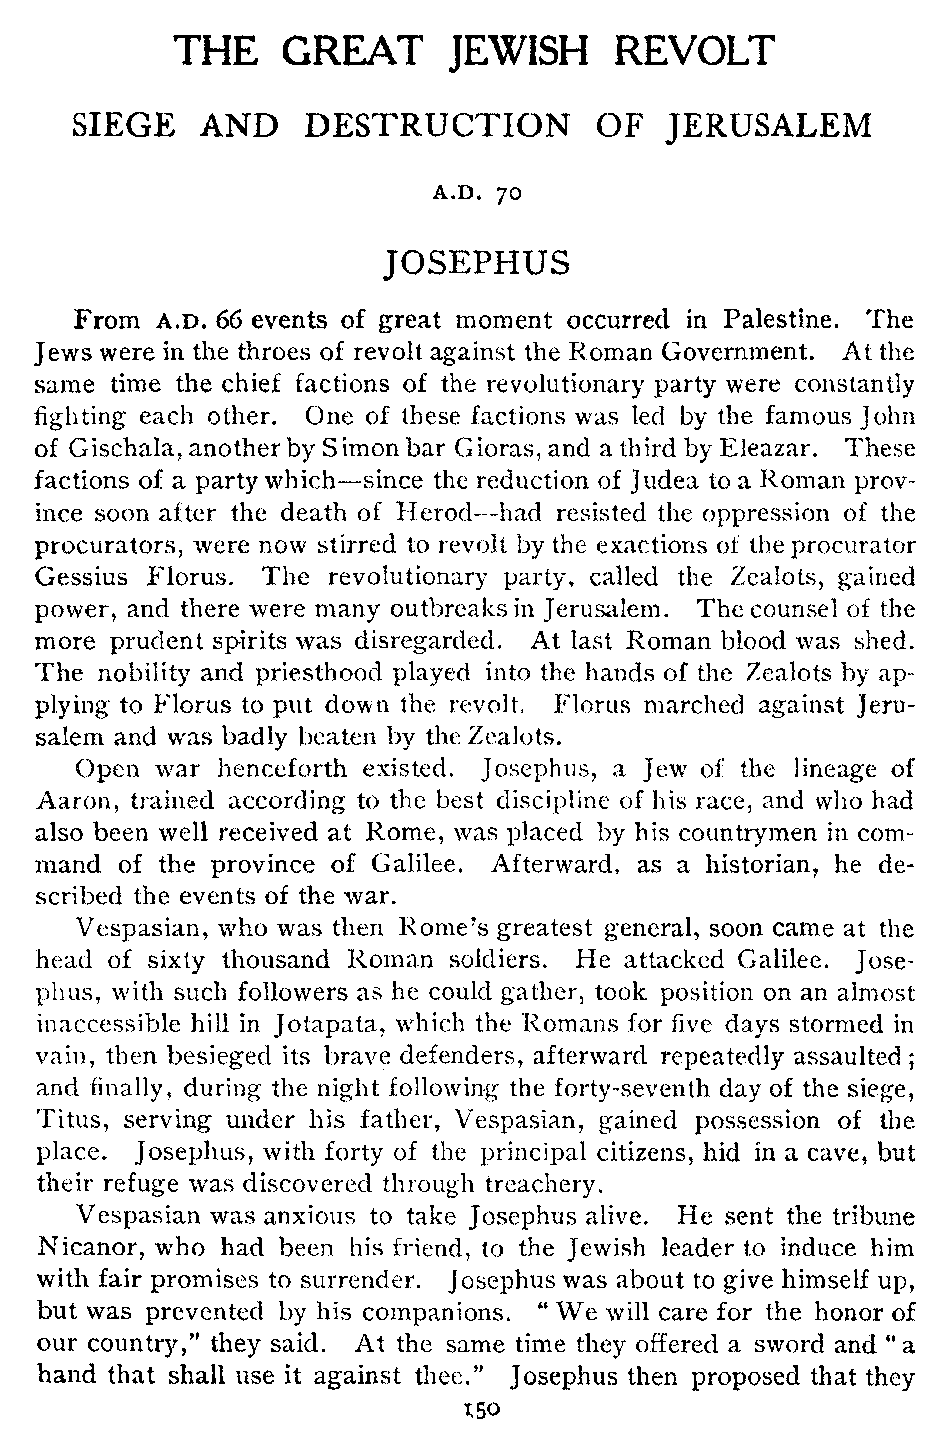 THE GREAT JEWISH REVOLT
SIEGE AND DESTRUCTION OF JERUSALEM
A.D. 70
JOSEPHUS
From A.D. 66 events of great moment occurred in Palestine. The
Jews were in the throes of revolt against the Roman Government. At the
same time the chief factions of the revolutionary party were constantly
fighting each other. One of these factions was led by the famous John
of Gischala, another by Simon bar Gioras, and a third by Eleazar. These
factions of a party which—since the reduction of Judea to a Roman prov-
ince soon after the death of Herod—had resisted the oppression of the
procurators, were now stirred to revolt by the exactions of the procurator
Gessius Florus. The revolutionary party, called the Zealots, gained
power, and there were many outbreaks in Jerusalem. The counsel of the
more prudent spirits was disregarded. At last Roman blood was shed.
The nobility and priesthood played into the hands of the Zealots by ap-
plying to Florus to put down the revolt. Florus marched against Jeru-
salem and was badly beaten by the Zealots.
Open war henceforth existed. Josephus, a Jew of the lineage of
Aaron, trained according to the best discipline of his race, and who had
also been well received at Rome, was placed by his countrymen in com-
mand of the province of Galilee. Afterward, as a historian, he de-
scribed the events of the war.
Vespasian, who was then Rome's greatest general, soon came at the
head of sixty thousand Roman soldiers. He attacked Galilee. Jose-
phus, with such followers as he could gather, took position on an almost
inaccessible hill in Jotapata, which the Romans for five days stormed in
vain, then besieged its brave defenders, afterward repeatedly assaulted;
and finally, during the night following the forty-seventh day of the siege,
Titus, serving under his father, Vespasian, gained possession of the
place. Josephus, with forty of the principal citizens, hid in a cave, but
their refuge was discovered through treachery.
Vespasian was anxious to take Josephus alive. He sent the tribune
Nicanor, who had been his friend, to the Jewish leader to induce him
with fair promises to surrender. Josephus was about to give himself up,
but was prevented by his companions. "We will care for the honor of
our country," they said. At the same time they offered a sword and "a
hand that shall use it against thee." Josephus then proposed that they
150